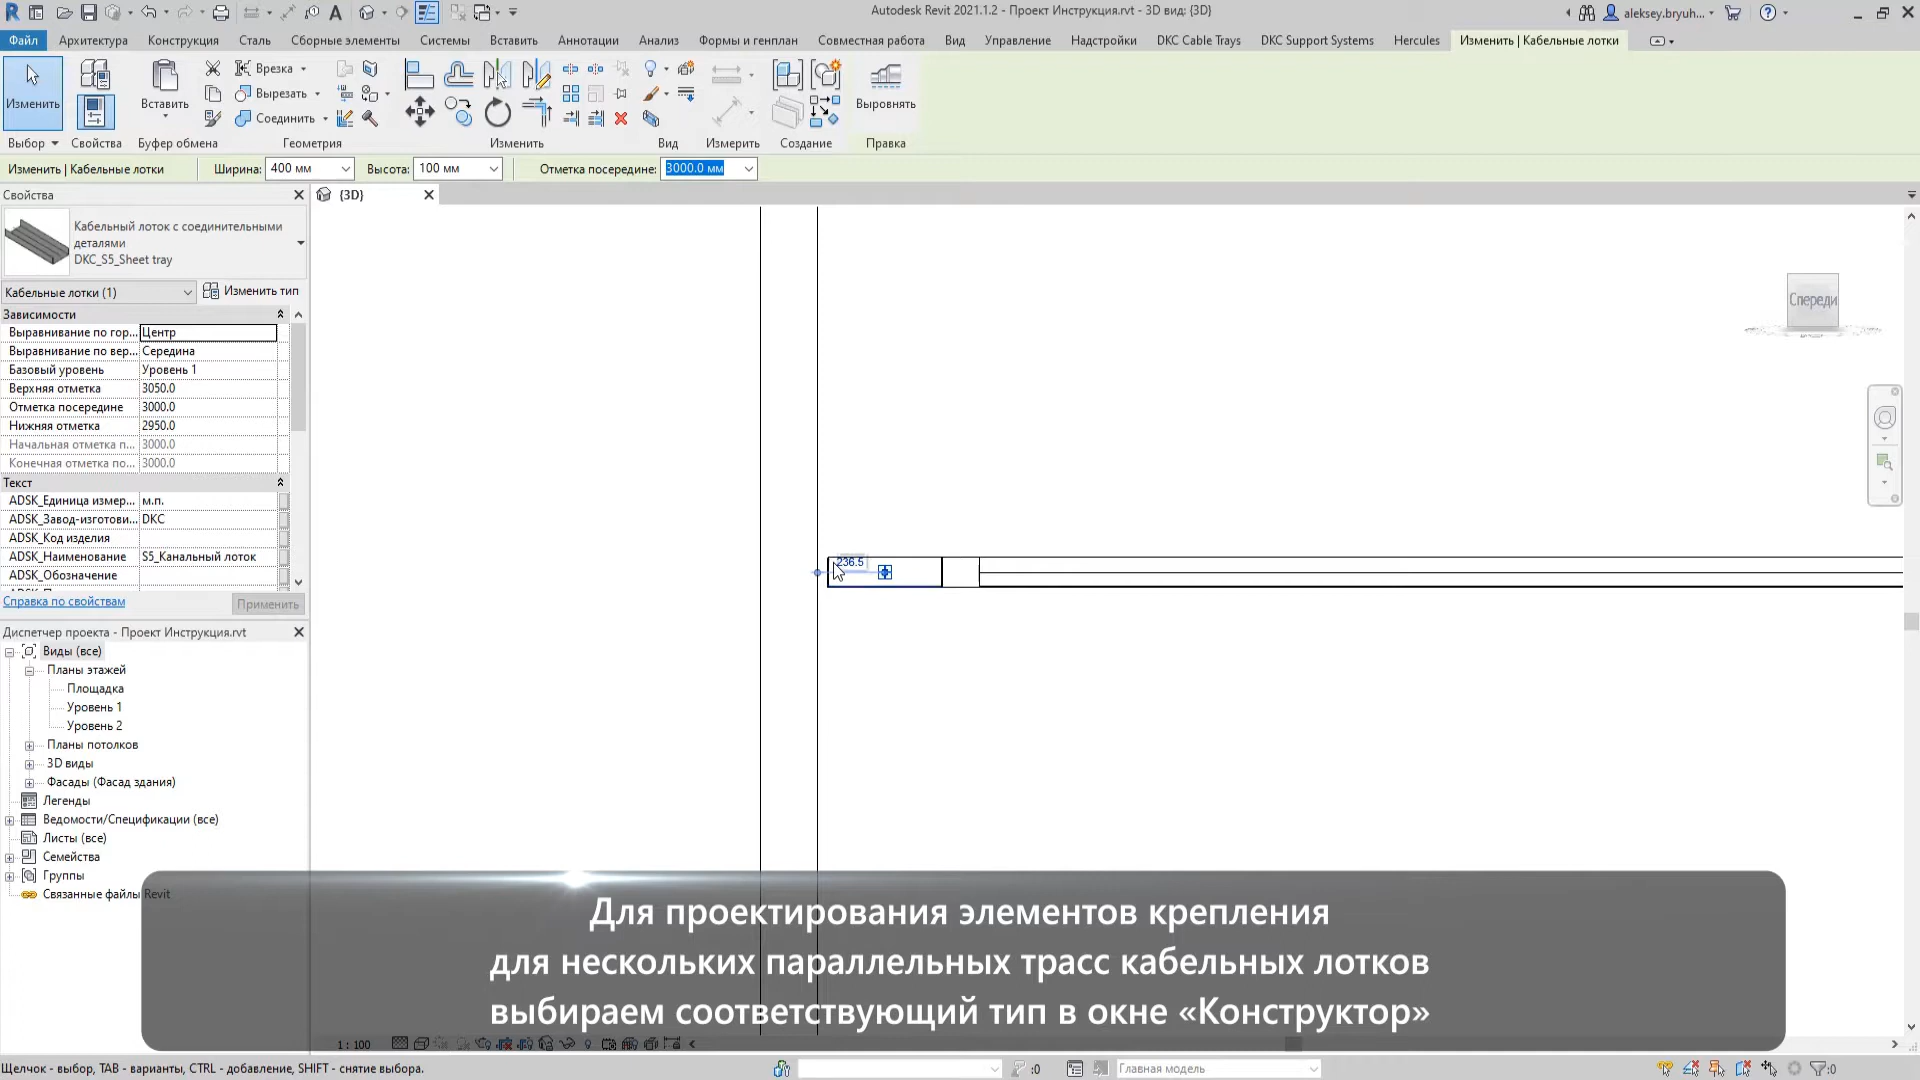 Autodesk Revit 2021.1.2 - Проект Инструкция.rvt - 3D вид: {3D}
aleksey.bryuh...
Файл Архитектура Конструкция Сталь Сборные элементы Системы Вставить Аннотации Анализ Формы и генплан Совместная работа Вид Управление Надстройки DKC Cable Trays DKC Support Systems Hercules Изменить | Кабельные лотки
Изменить
Вставить
Врезка
Вырезать
Соединить
Выровнять
Выбор Свойства Буфер обмена Геометрия Изменить Вид Измерить Создание Правка
Изменить | Кабельные лотки Ширина: 400 мм Высота: 100 мм Отметка посередине: 3000.0 мм
Свойства
{3D}
Кабельный лоток с соединительными
деталями
DKC_S5_Sheet tray
Кабельные лотки (1) Изменить тип
Зависимости
Выравнивание по гор... Центр
Выравнивание по вер... Середина
Базовый уровень Уровень 1
Верхняя отметка 3050.0
Отметка посередине 3000.0
Нижняя отметка 2950.0
Начальная отметка п... 3000.0
Конечная отметка по... 3000.0
Текст
ADSK_Единица измер... м.п.
ADSK_Завод-изготови... DKC
ADSK_Код изделия
ADSK_Наименование S5_Канальный лоток
ADSK_Обозначение
Справка по свойствам Применить
Диспетчер проекта - Проект Инструкция.rvt
Виды (все)
Планы этажей
Площадка
Уровень 1
Уровень 2
Планы потолков
3D виды
Фасады (Фасад здания)
Легенды
Ведомости/Спецификации (все)
Листы (все)
Семейства
Группы
Связанные файлы Revit
Спереди
236.5
Для проектирования элементов крепления
для нескольких параллельных трасс кабельных лотков
выбираем соответствующий тип в окне «Конструктор»
1 : 100
Щелчок - выбор, TAB - варианты, CTRL - добавление, SHIFT - снятие выбора.
:0
Главная модель
:0